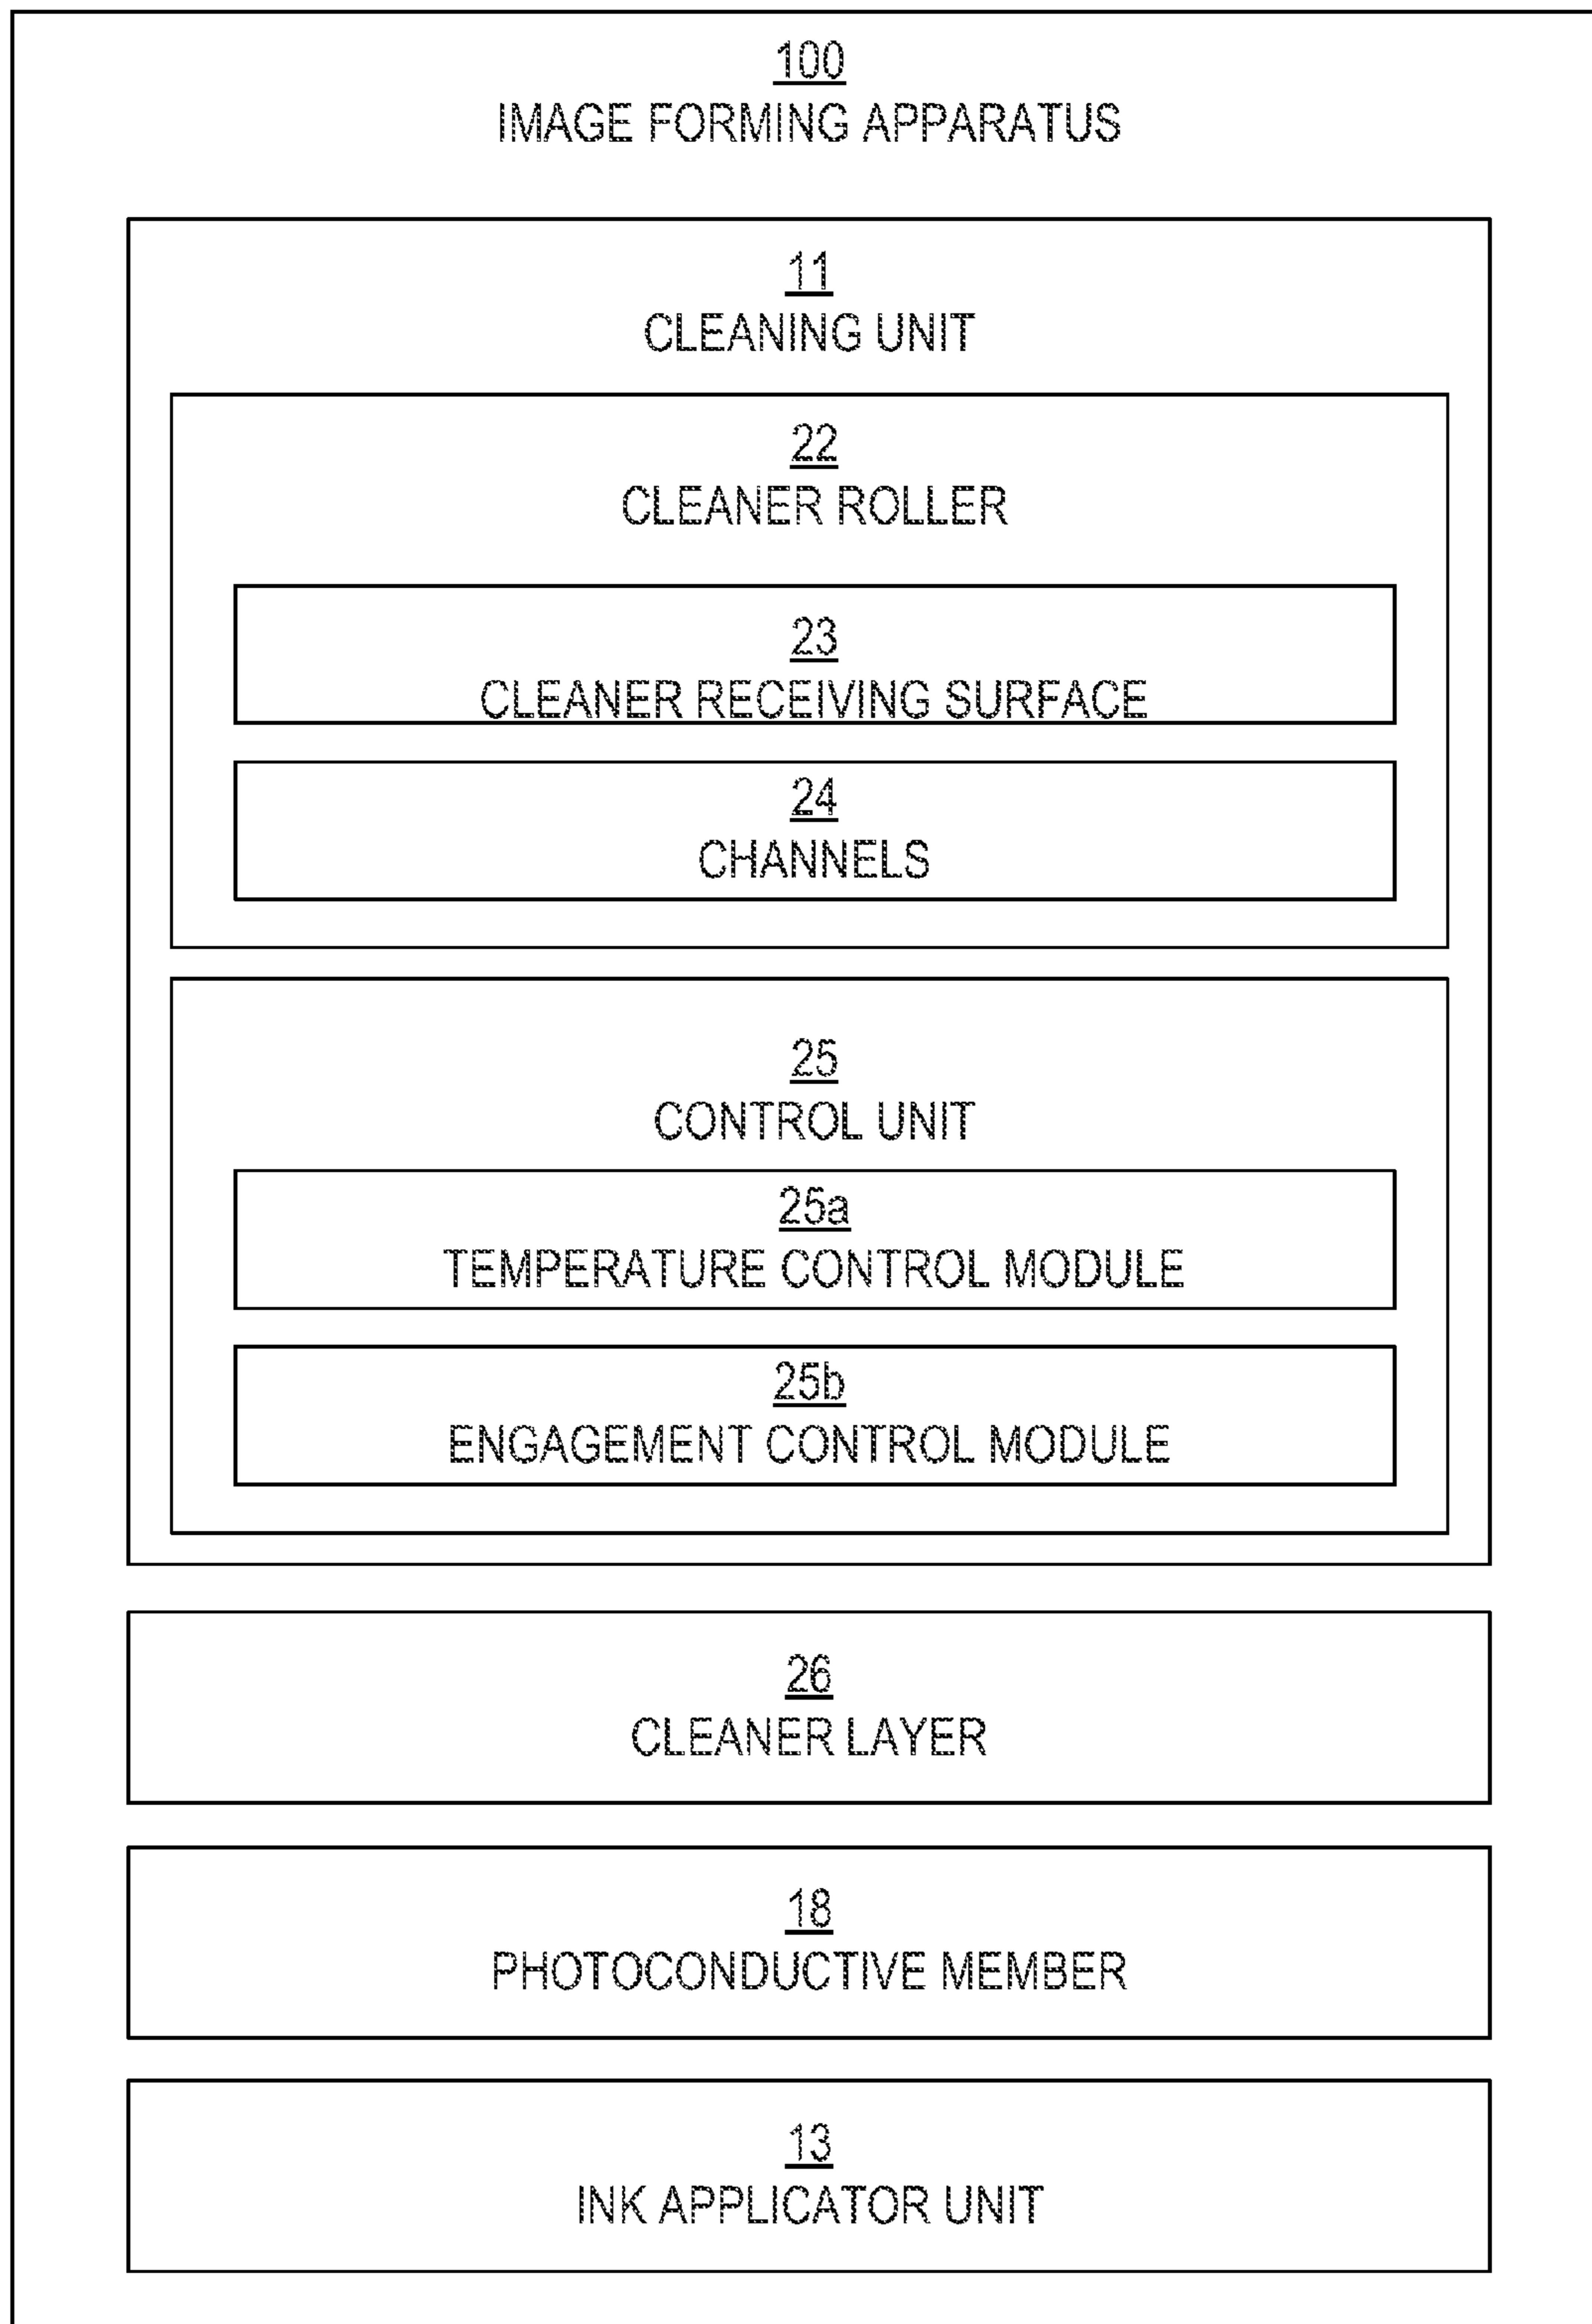 100
IMAGE FORMING APPARATUS
11
CLEANING UNIT
22
CLEANER ROLLER
23
CLEANER RECEIVING SURFACE
24
CHANNELS
25
CONTROL UNIT
25a
TEMPERATURE CONTROL MODULE
25b
ENGAGEMENT CONTROL MODULE
26
CLEANER LAYER
18
PHOTOCONDUCTIVE MEMBER
13
INK APPLICATOR UNIT